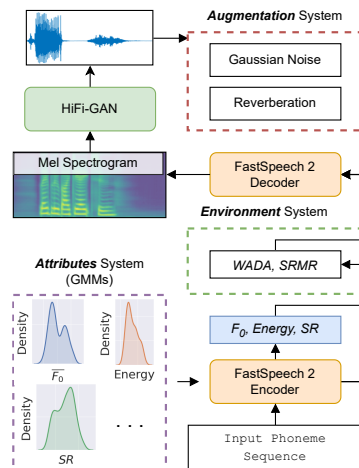 Augmentation System
Gaussian Noise
Reverberation
HiFi-GAN
Mel Spectrogram
FastSpeech 2
Decoder
Environment System
WADA, SRMR
Attributes System
(GMMs)
Density
F₀
Density
Energy
Density
SR
. . .
F₀, Energy, SR
FastSpeech 2
Encoder
Input Phoneme
Sequence